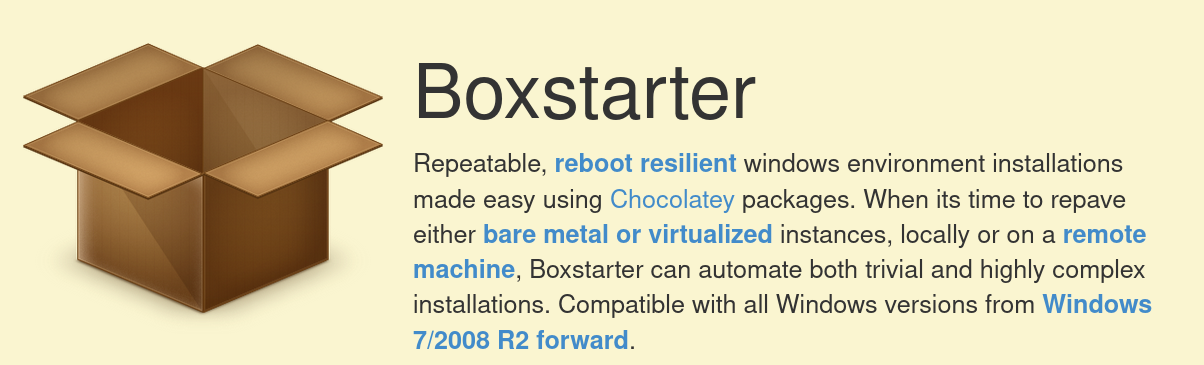 Boxstarter
Repeatable, reboot resilient windows environment installations
made easy using Chocolatey packages. When its time to repave
either bare metal or virtualized instances, locally or on a remote
machine, Boxstarter can automate both trivial and highly complex
installations. Compatible with all Windows versions from Windows
7/2008 R2 forward.